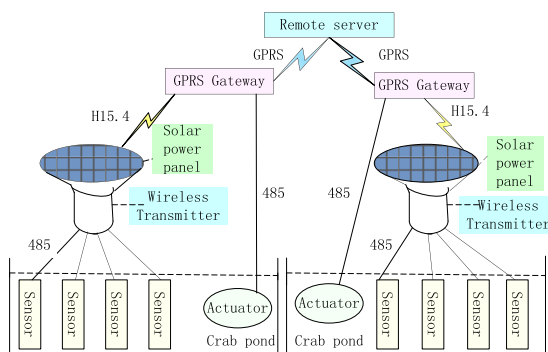 Remote server
GPRS
GPRS
GPRS Gateway
GPRS Gateway
H15.4
H15.4
Solar
power
panel
Solar
power
panel
Wireless
Transmitter
Wireless
Transmitter
485
485
485
485
Sensor
Sensor
Sensor
Sensor
Actuator
Actuator
Sensor
Sensor
Sensor
Sensor
Crab pond
Crab pond